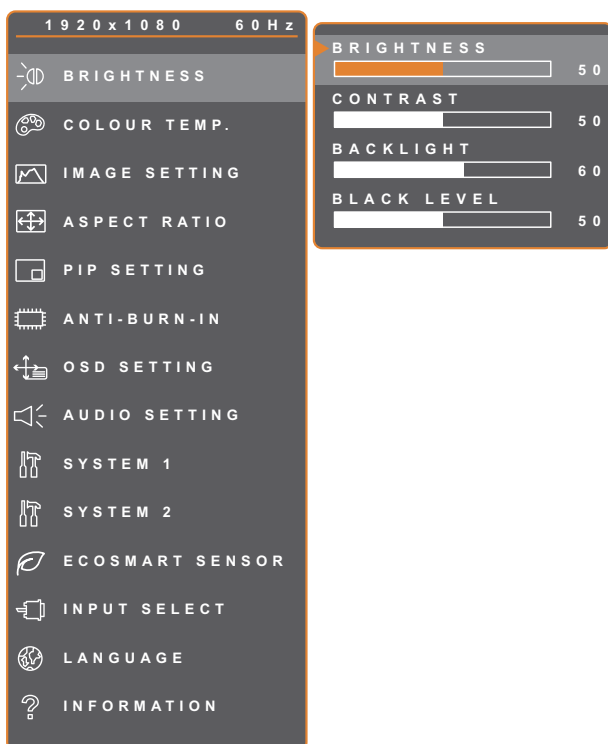 1920x1080 60Hz
BRIGHTNESS
COLOUR TEMP.
IMAGE SETTING
ASPECT RATIO
PIP SETTING
ANTI-BURN-IN
OSD SETTING
AUDIO SETTING
SYSTEM 1
SYSTEM 2
ECOSMART SENSOR
INPUT SELECT
LANGUAGE
INFORMATION
BRIGHTNESS
50
CONTRAST
50
BACKLIGHT
60
BLACK LEVEL
50